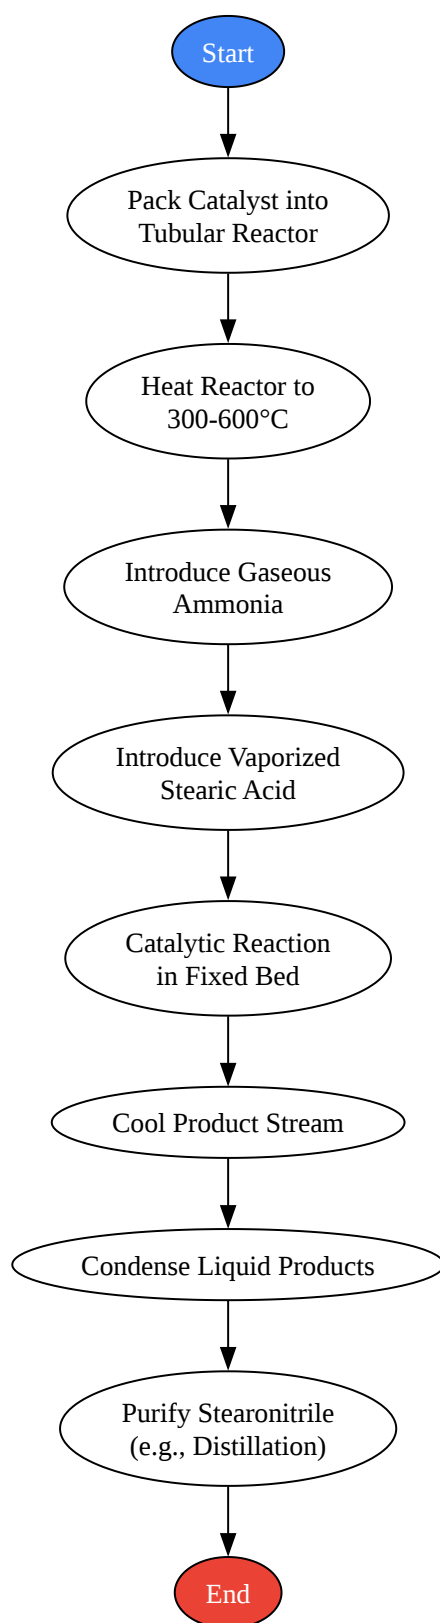 Start
Pack Catalyst into
Tubular Reactor
Heat Reactor to
300-600°C
Introduce Gaseous
Ammonia
Introduce Vaporized
Stearic Acid
Catalytic Reaction
in Fixed Bed
Cool Product Stream
Condense Liquid Products
Purify Stearonitrile
(e.g., Distillation)
End